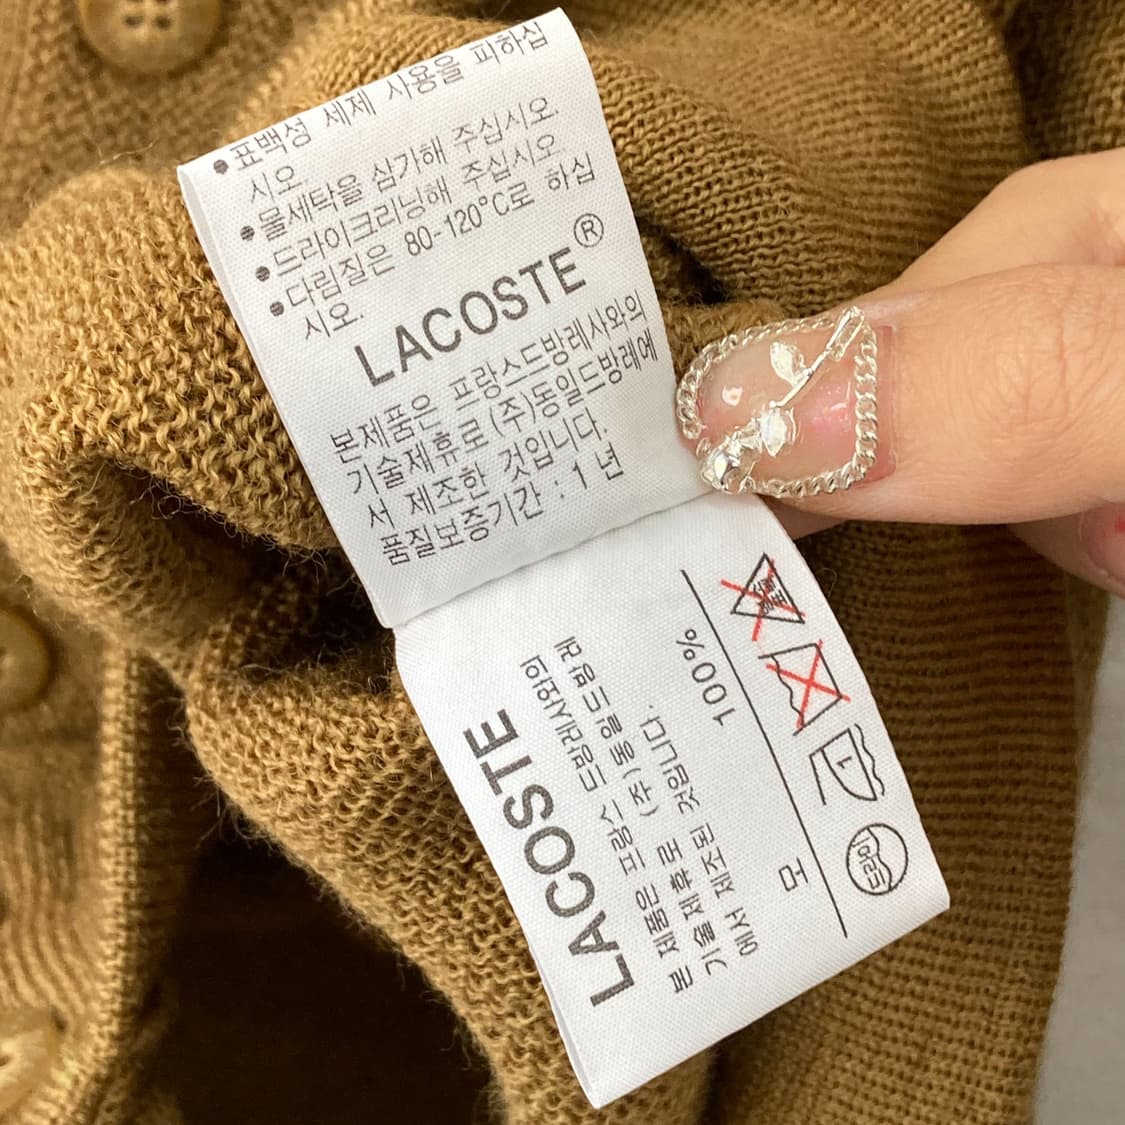 •표백성 세제 사용을 피하십
시오.
•물세탁을 삼가해 주십시오.
•드라이크리닝해 주십시오.
•다림질은 80-120°C로 하십
시오.
LACOSTE®
본제품은 프랑스드방레사와의
기술제휴로 (주)동일드방레에
서 제조한 것입니다.
품질보증기간 : 1 년
LACOSTE
본 제품은 프랑스 드방레사와의
기술제휴로 (주)동일드방레
에서 제조된 것입니다.
모 100%
드라이
1